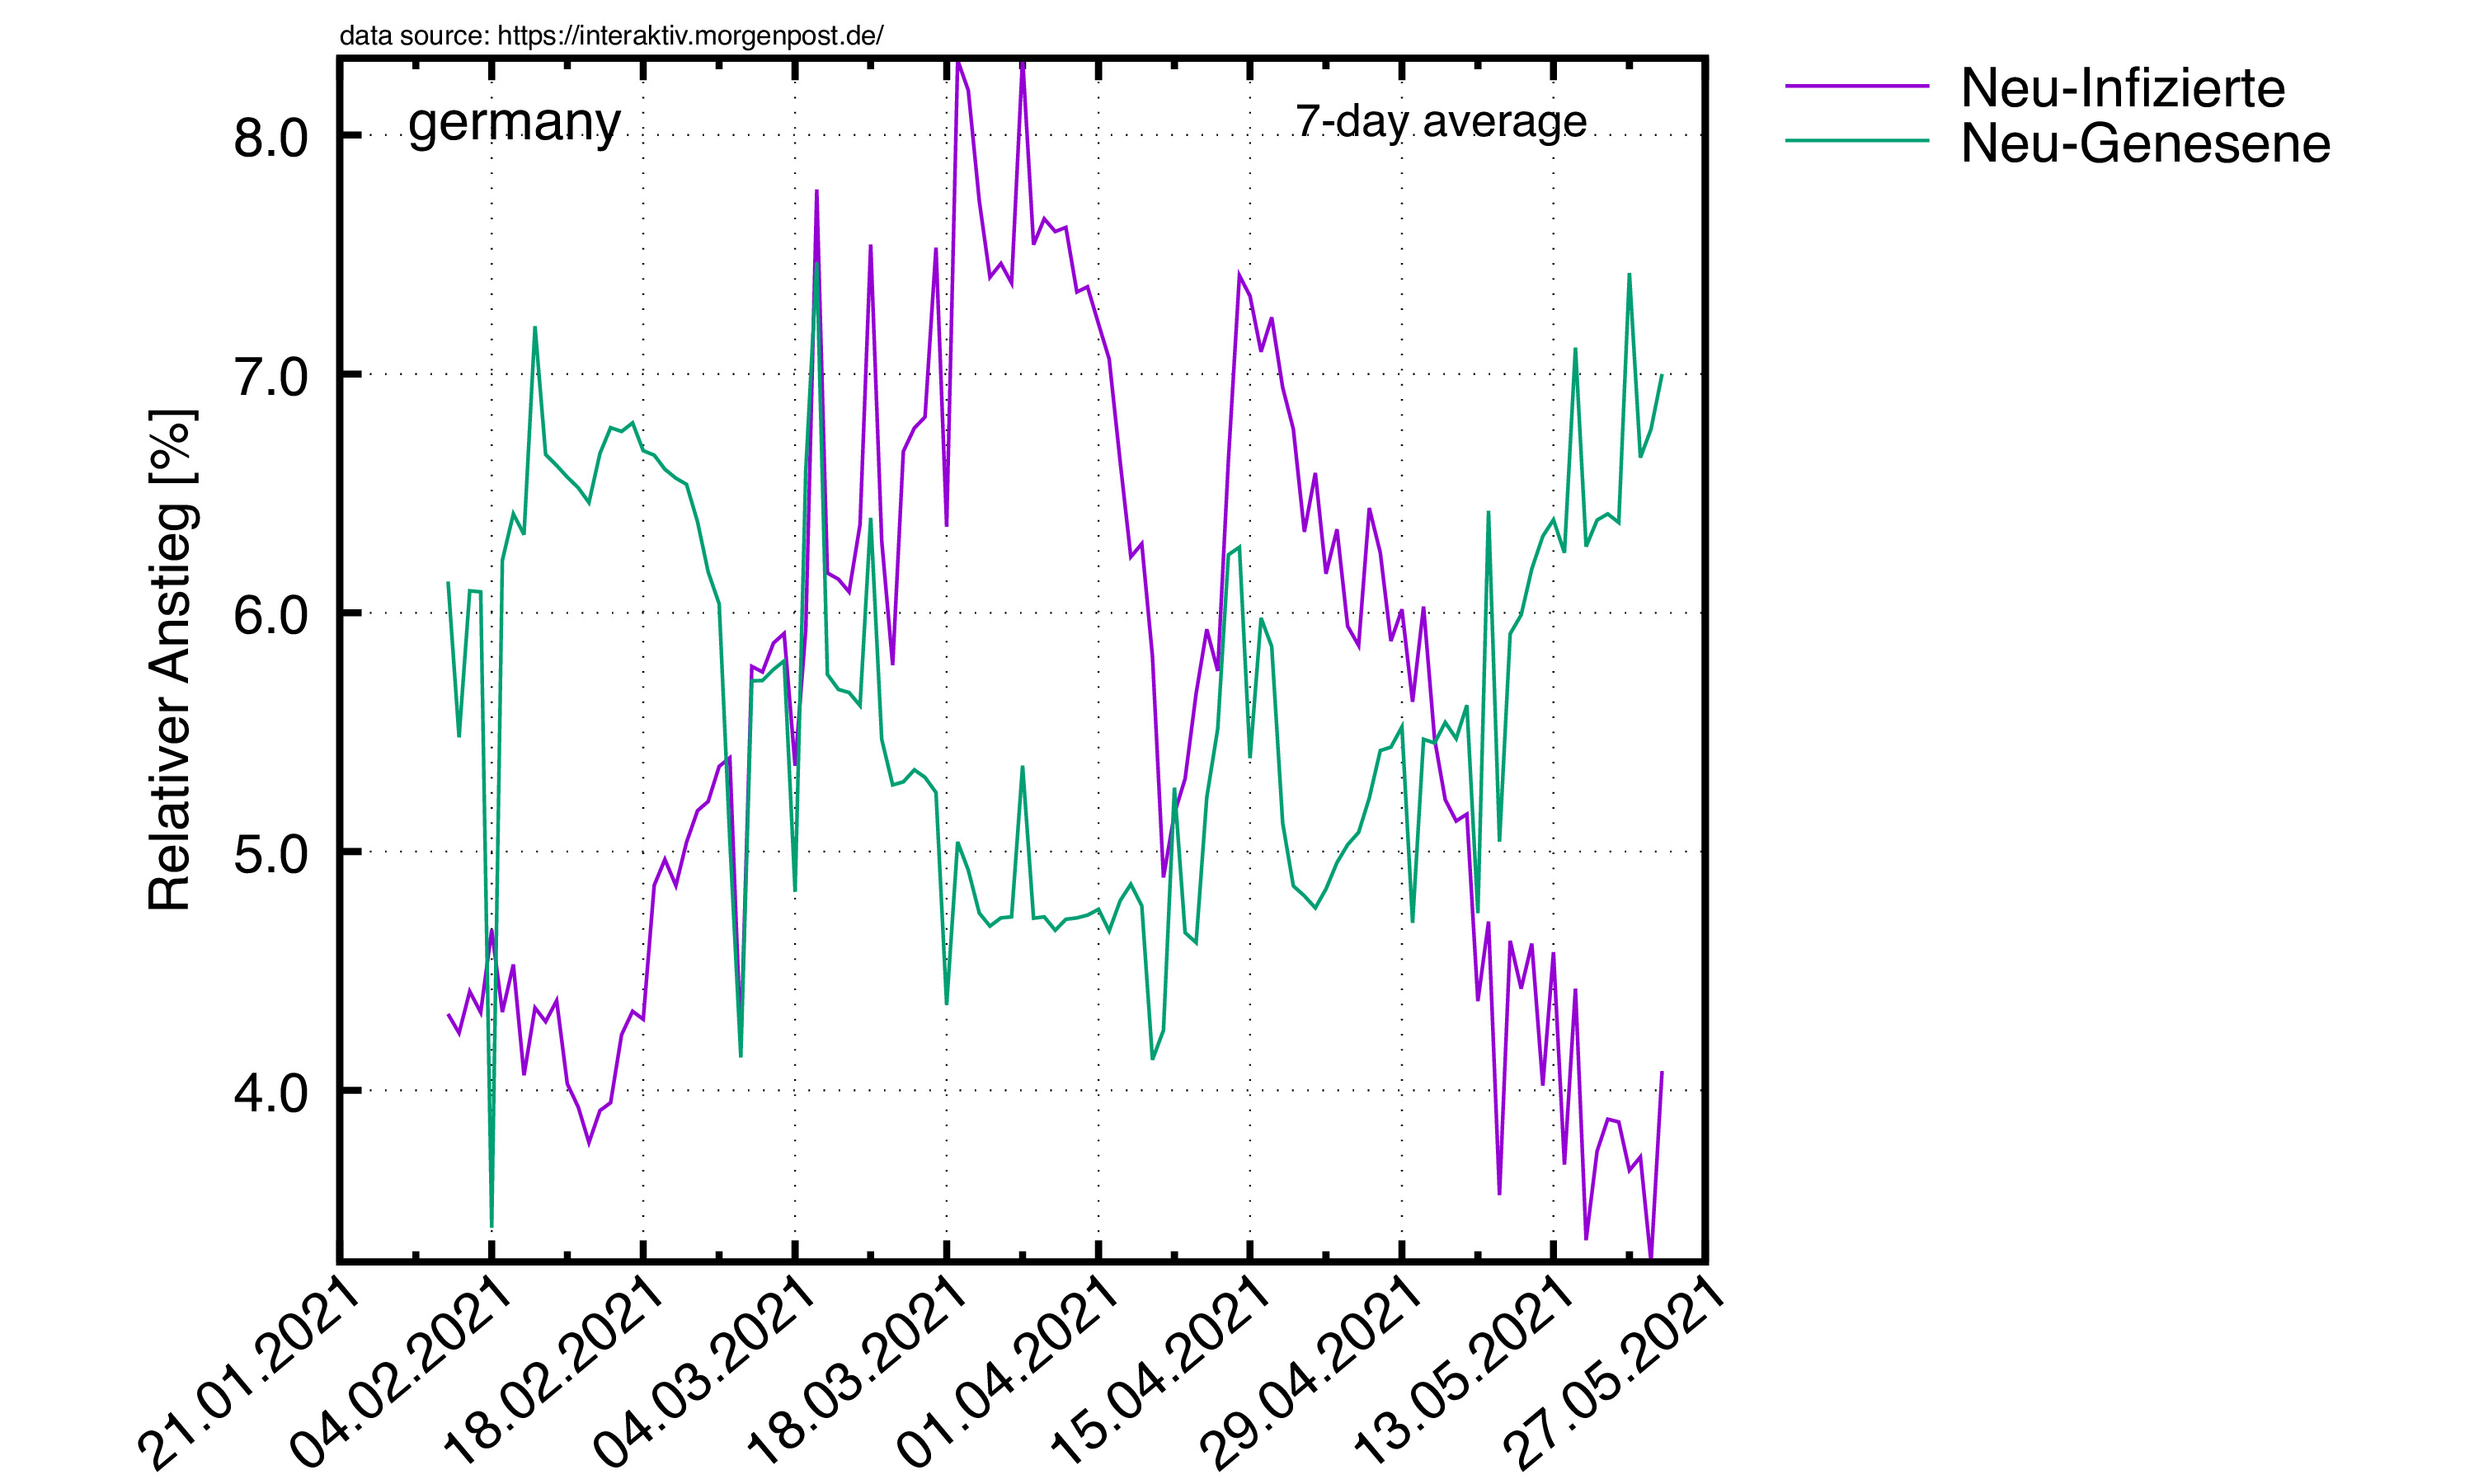 data source: https://interaktiv.morgenpost.de/
germany
7-day average
Neu-Infizierte
Neu-Genesene
Relativer Anstieg [%]
8.0
7.0
6.0
5.0
4.0
21.01.2021
04.02.2021
18.02.2021
04.03.2021
18.03.2021
01.04.2021
15.04.2021
29.04.2021
13.05.2021
27.05.2021